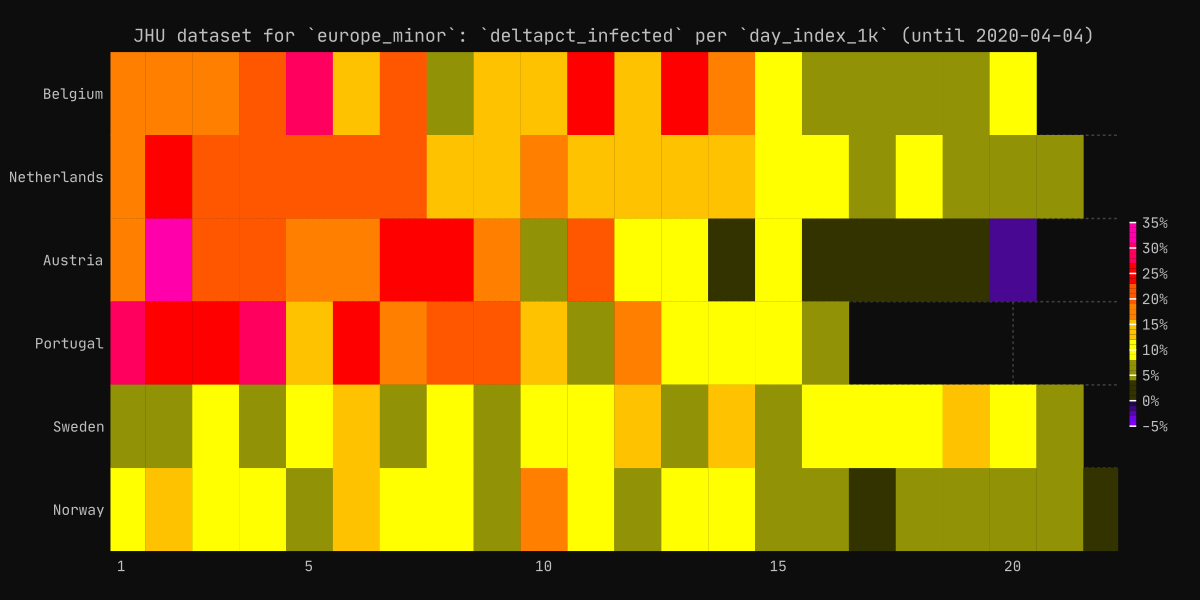 JHU dataset for `europe_minor`: `deltapct_infected` per `day_index_1k` (until 2020-04-04)
Belgium
Netherlands
Austria
Portugal
Sweden
Norway
1 5 10 15 20
35%
30%
25%
20%
15%
10%
5%
0%
-5%